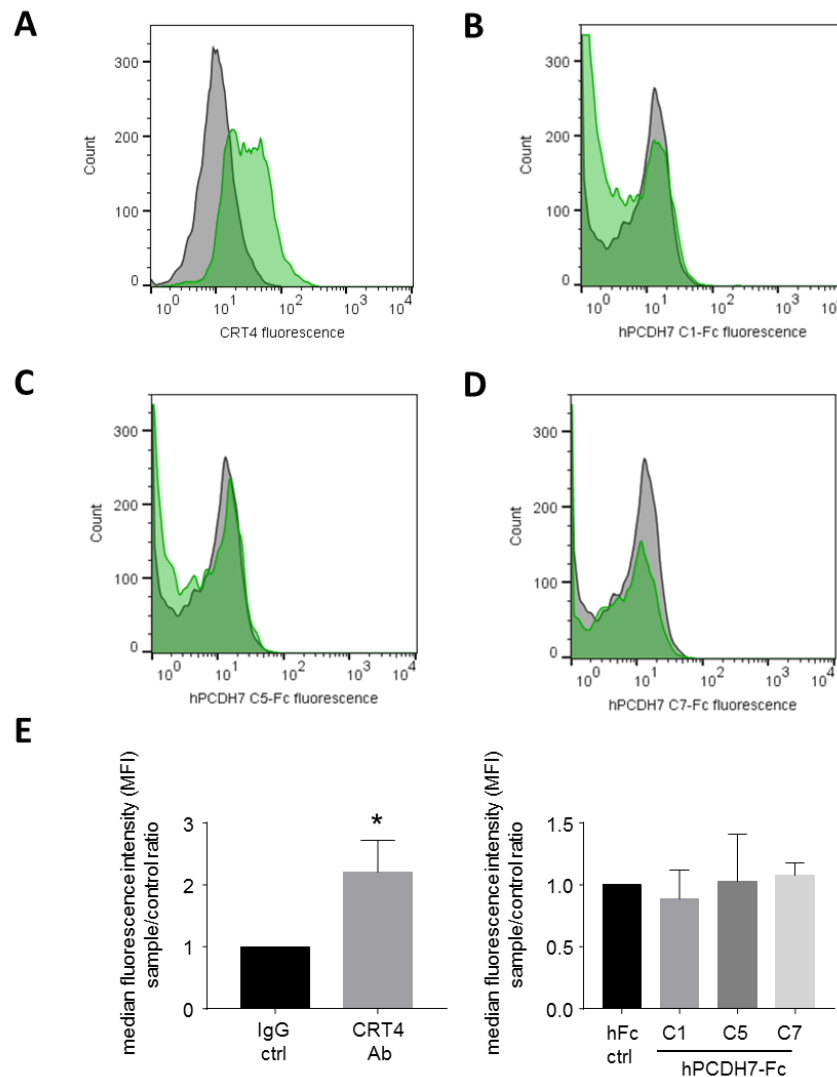 A
300
200
100
0
Count
10^0 10^1 10^2 10^3 10^4
CRT4 fluorescence
B
300
200
100
0
Count
10^0 10^1 10^2 10^3 10^4
hPCDH7 C1-Fc fluorescence
C
300
200
100
0
Count
10^0 10^1 10^2 10^3 10^4
hPCDH7 C5-Fc fluorescence
D
300
200
100
0
Count
10^0 10^1 10^2 10^3 10^4
hPCDH7 C7-Fc fluorescence
E
median fluorescence intensity (MFI)
sample/control ratio
3
2
1
0
*
IgG CRT4
ctrl Ab
median fluorescence intensity (MFI)
sample/control ratio
1.5
1.0
0.5
0.0
hFc C1 C5 C7
ctrl
hPCDH7-Fc